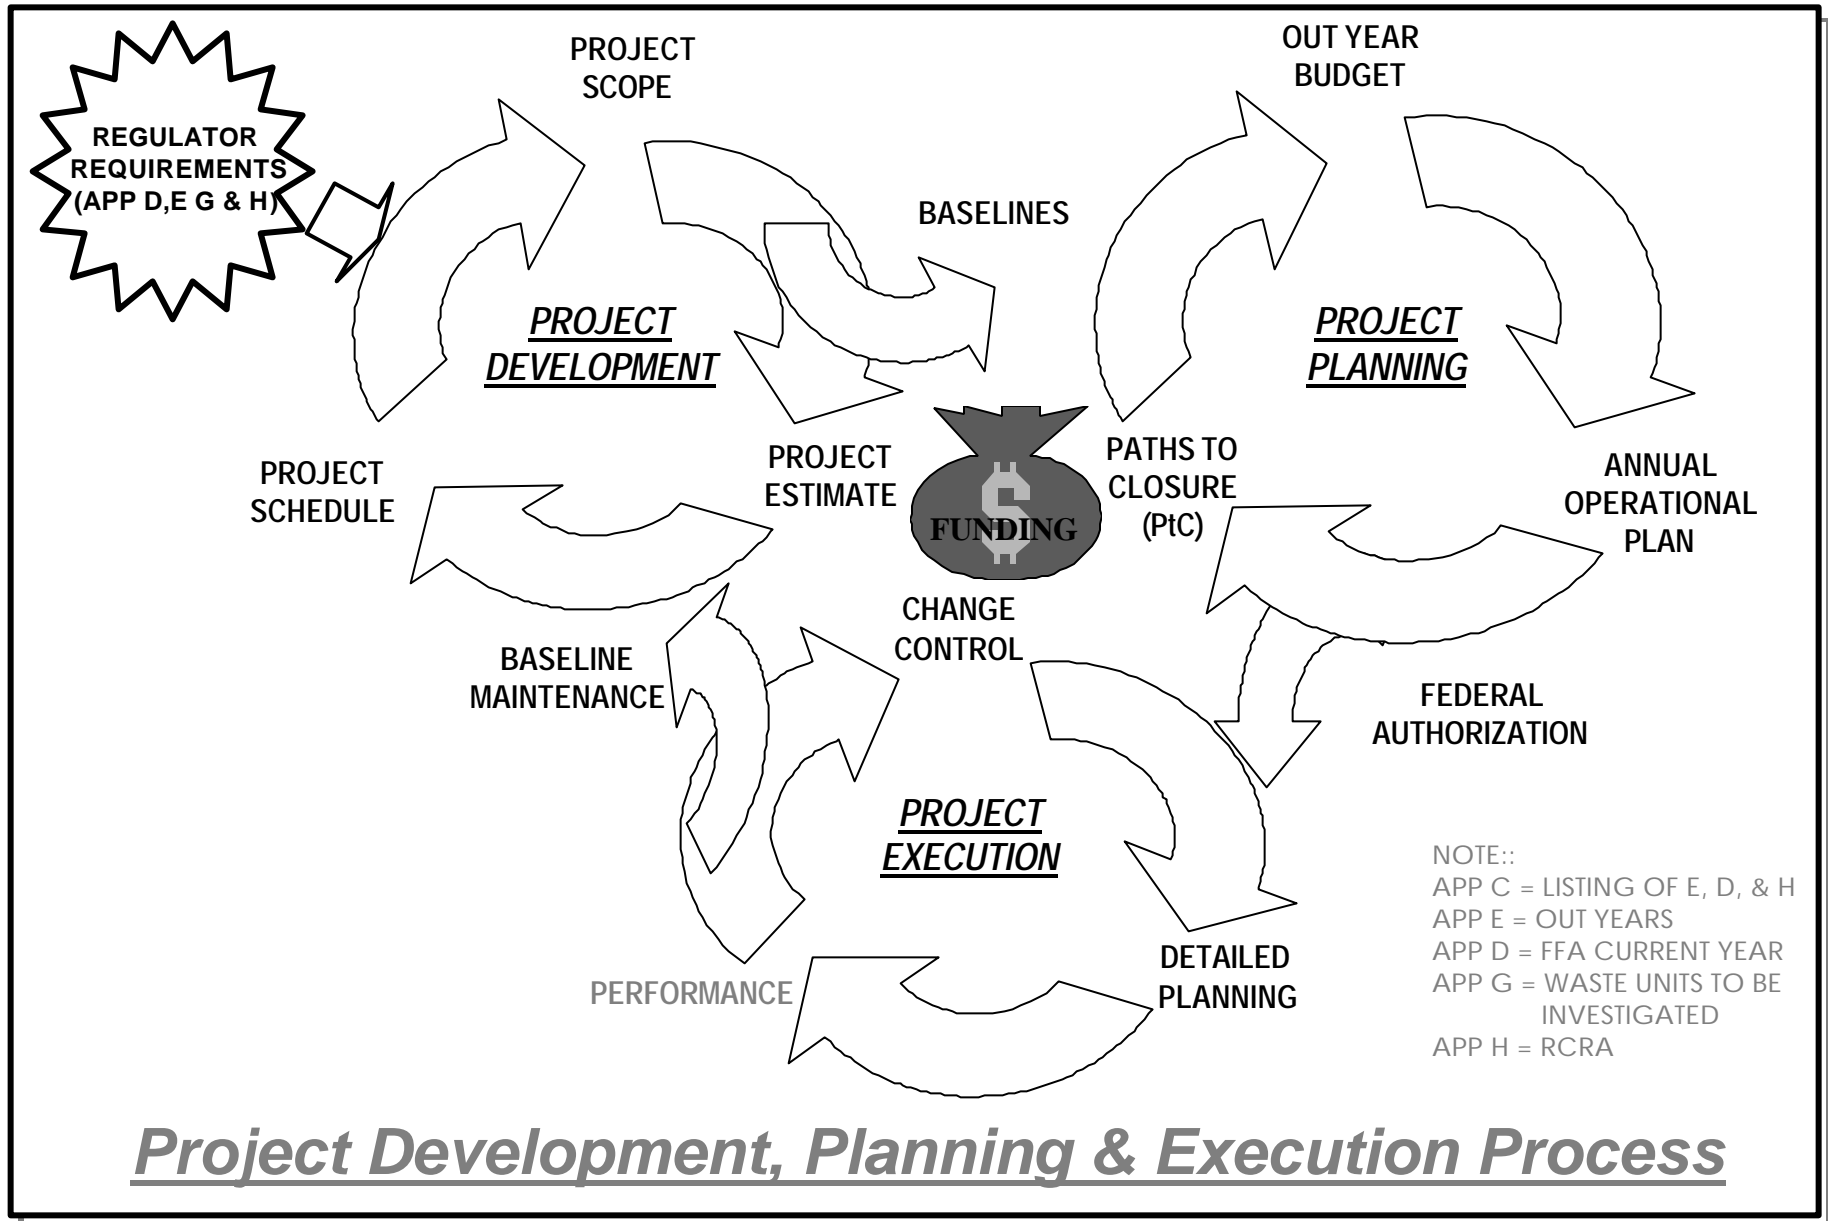 PROJECT
SCOPE
OUT YEAR
BUDGET
REGULATOR
REQUIREMENTS
(APP D,E G & H)
BASELINES
PROJECT
DEVELOPMENT
PROJECT
PLANNING
PROJECT
SCHEDULE
PROJECT
ESTIMATE
$
FUNDING
PATHS TO
CLOSURE
(PtC)
ANNUAL
OPERATIONAL
PLAN
CHANGE
CONTROL
BASELINE
MAINTENANCE
FEDERAL
AUTHORIZATION
PROJECT
EXECUTION
NOTE::
APP C = LISTING OF E, D, & H
APP E = OUT YEARS
APP D = FFA CURRENT YEAR
APP G = WASTE UNITS TO BE
INVESTIGATED
APP H = RCRA
PERFORMANCE
DETAILED
PLANNING
Project Development, Planning & Execution Process